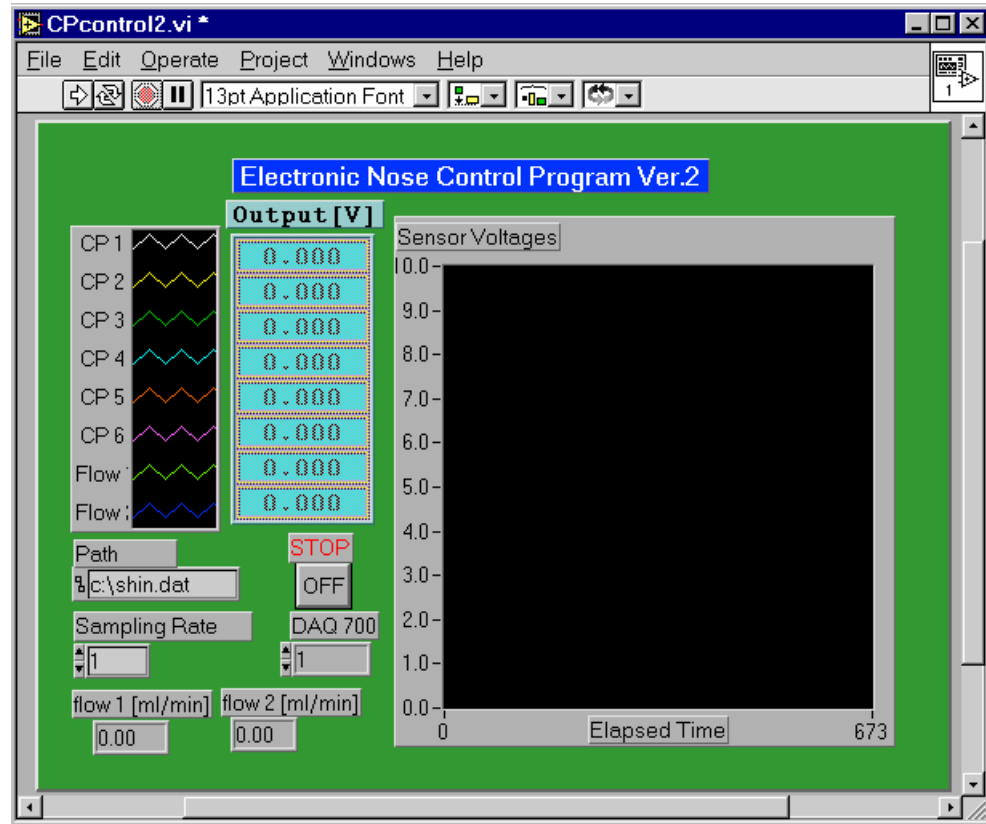 CPcontrol2.vi *
File Edit Operate Project Windows Help
13pt Application Font
1
Electronic Nose Control Program Ver.2
Output[V]
CP 1
CP 2
CP 3
CP 4
CP 5
CP 6
Flow
Flow
0.000
0.000
0.000
0.000
0.000
0.000
0.000
0.000
Path
c:\shin.dat
STOP
OFF
Sampling Rate
1
DAQ 700
1
flow 1 [ml/min]
0.00
flow 2 [ml/min]
0.00
Sensor Voltages
10.0
9.0
8.0
7.0
6.0
5.0
4.0
3.0
2.0
1.0
0.0
0
Elapsed Time
673